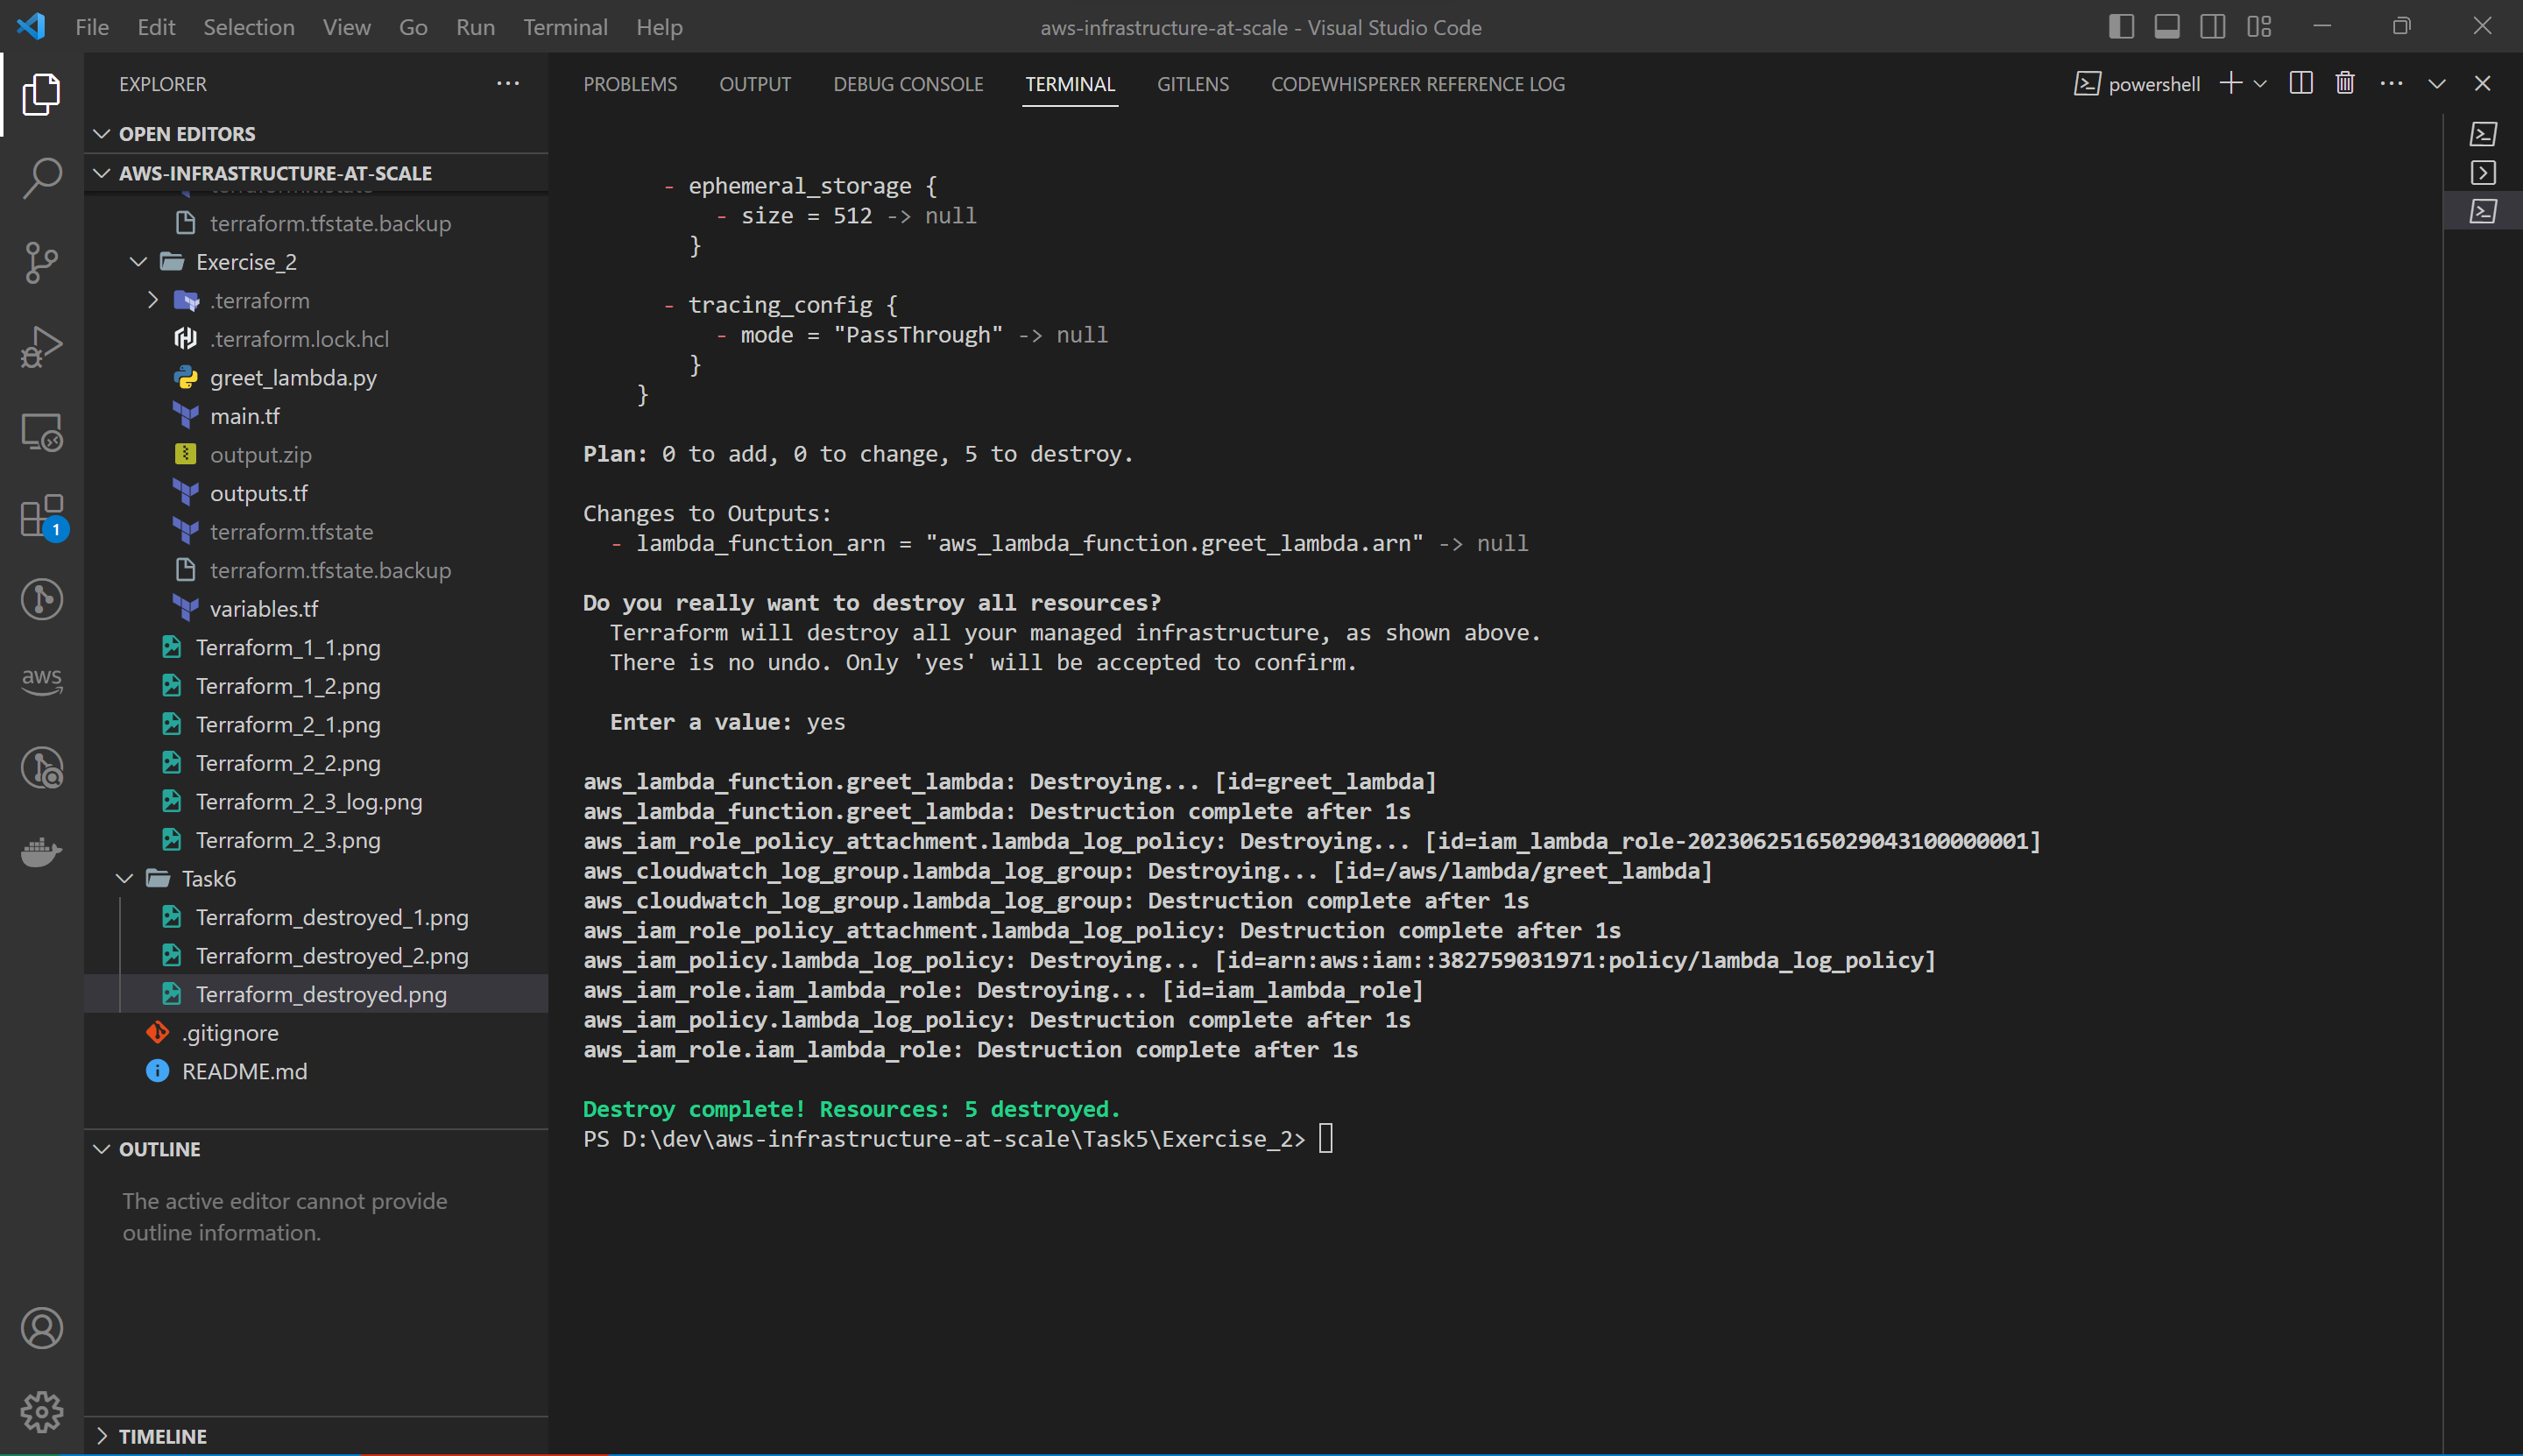 File Edit Selection View Go Run Terminal Help
aws-infrastructure-at-scale - Visual Studio Code
EXPLORER
OPEN EDITORS
AWS-INFRASTRUCTURE-AT-SCALE
terraform.tfstate
terraform.tfstate.backup
Exercise_2
.terraform
.terraform.lock.hcl
greet_lambda.py
main.tf
output.zip
outputs.tf
terraform.tfstate
terraform.tfstate.backup
variables.tf
Terraform_1_1.png
Terraform_1_2.png
Terraform_2_1.png
Terraform_2_2.png
Terraform_2_3_log.png
Terraform_2_3.png
Task6
Terraform_destroyed_1.png
Terraform_destroyed_2.png
Terraform_destroyed.png
.gitignore
README.md
OUTLINE
The active editor cannot provide
outline information.
TIMELINE
1
aws
PROBLEMS OUTPUT DEBUG CONSOLE TERMINAL GITLENS CODEWHISPERER REFERENCE LOG
powershell
- ephemeral_storage {
- size = 512 -> null
}
- tracing_config {
- mode = "PassThrough" -> null
}
}
Plan: 0 to add, 0 to change, 5 to destroy.
Changes to Outputs:
- lambda_function_arn = "aws_lambda_function.greet_lambda.arn" -> null
Do you really want to destroy all resources?
Terraform will destroy all your managed infrastructure, as shown above.
There is no undo. Only 'yes' will be accepted to confirm.
Enter a value: yes
aws_lambda_function.greet_lambda: Destroying... [id=greet_lambda]
aws_lambda_function.greet_lambda: Destruction complete after 1s
aws_iam_role_policy_attachment.lambda_log_policy: Destroying... [id=iam_lambda_role-20230625165029043100000001]
aws_cloudwatch_log_group.lambda_log_group: Destroying... [id=/aws/lambda/greet_lambda]
aws_cloudwatch_log_group.lambda_log_group: Destruction complete after 1s
aws_iam_role_policy_attachment.lambda_log_policy: Destruction complete after 1s
aws_iam_policy.lambda_log_policy: Destroying... [id=arn:aws:iam::382759031971:policy/lambda_log_policy]
aws_iam_role.iam_lambda_role: Destroying... [id=iam_lambda_role]
aws_iam_policy.lambda_log_policy: Destruction complete after 1s
aws_iam_role.iam_lambda_role: Destruction complete after 1s
Destroy complete! Resources: 5 destroyed.
PS D:\dev\aws-infrastructure-at-scale\Task5\Exercise_2>